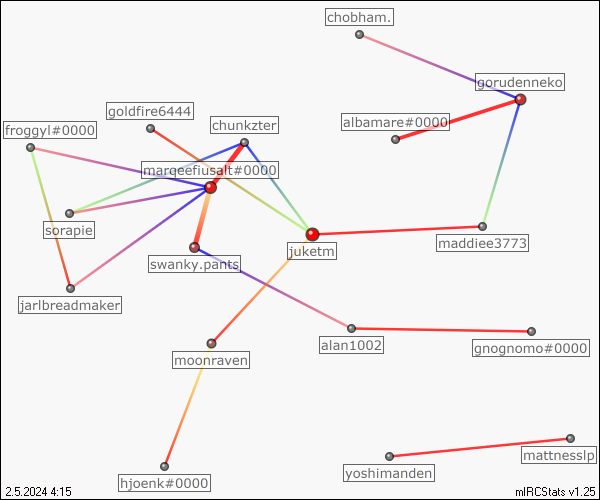 chobham.
gorudenneko
goldfire6444
albamare#0000
chunkzter
froggyl#0000
marqeefiusalt#0000
sorapie
juketm
maddiee3773
swanky.pants
jarlbreadmaker
alan1002
gnognomo#0000
moonraven
mattnesslp
yoshimanden
hjoenk#0000
2.5.2024 4:15
mIRCStats v1.25